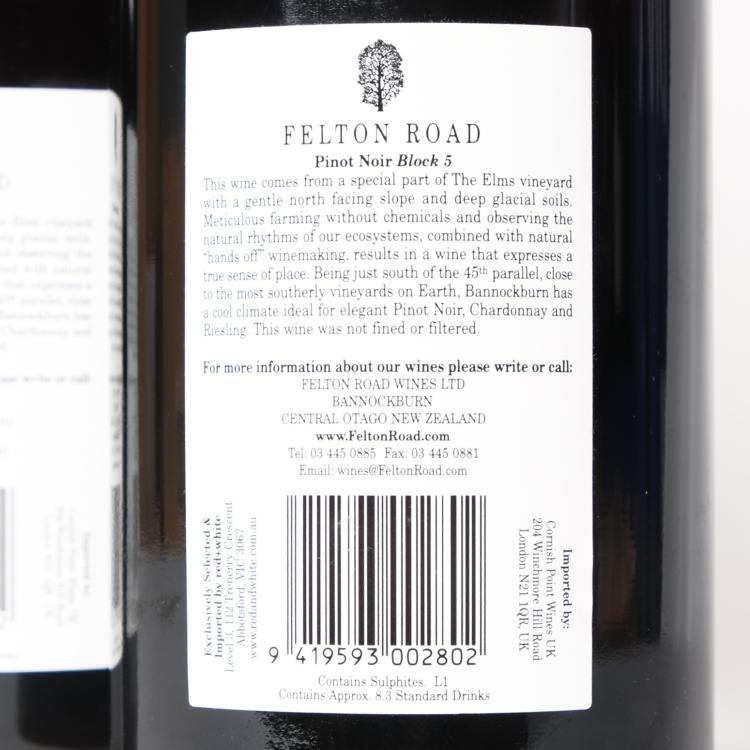 FELTON ROAD
Pinot Noir Block 5
This wine comes from a special part of The Elms vineyard
with a gentle north facing slope and deep glacial soils.
Meticulous farming without chemicals and observing the
natural rhythms of our ecosystems, combined with natural
"hands off" winemaking, results in a wine that expresses a
true sense of place. Being just south of the 45th parallel, close
to the most southerly vineyards on Earth, Bannockburn has
a cool climate ideal for elegant Pinot Noir, Chardonnay and
Riesling. This wine was not fined or filtered.
For more information about our wines please write or call:
FELTON ROAD WINES LTD
BANNOCKBURN
CENTRAL OTAGO NEW ZEALAND
www.FeltonRoad.com
Tel: 03 445 0885 Fax: 03 445 0881
Email: wines@FeltonRoad.com
Exclusively Selected &
Imported by red+white
Level 3, 112 Trenerry Crescent
Abbotsford, VIC 3067
www.redandwhite.com.au
Imported by:
Cornish Point Wines UK
204 Winchmore Hill Road
London N21 1QR, UK
9 419593 002802
Contains Sulphites. L1
Contains Approx. 8.3 Standard Drinks